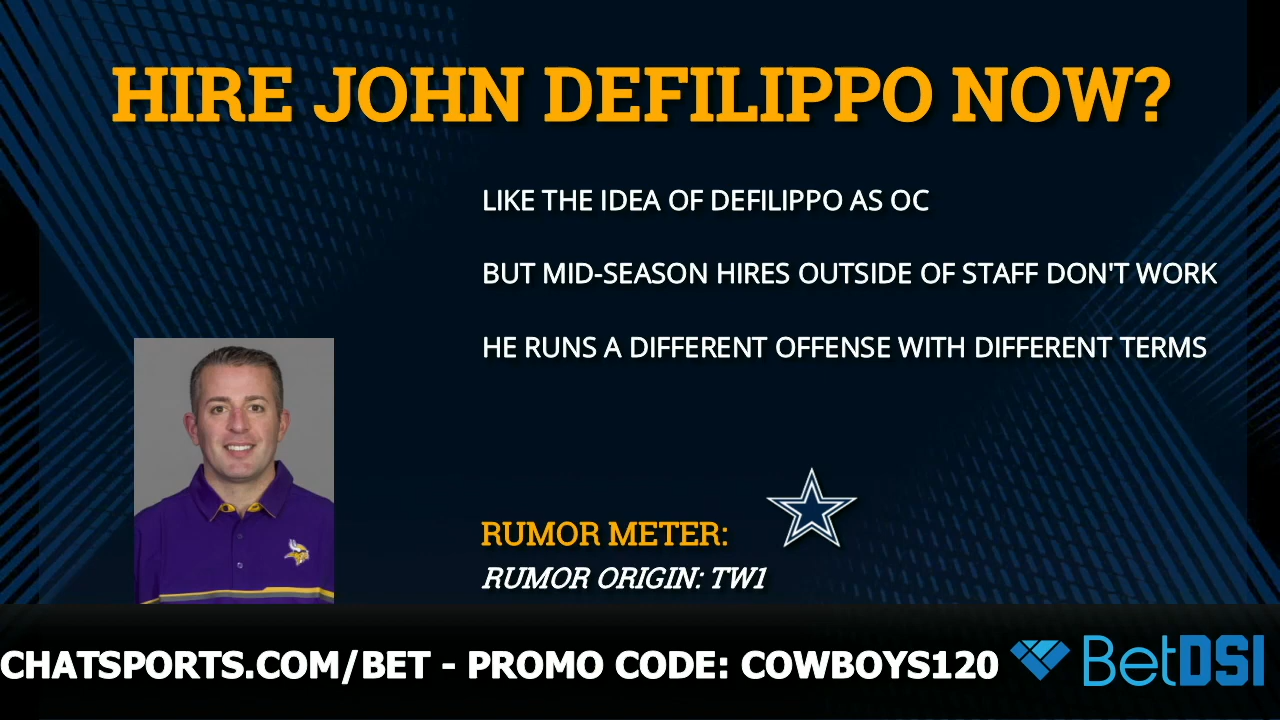 HIRE JOHN DEFILIPPO NOW?
LIKE THE IDEA OF DEFILIPPO AS OC
BUT MID-SEASON HIRES OUTSIDE OF STAFF DON'T WORK
HE RUNS A DIFFERENT OFFENSE WITH DIFFERENT TERMS
RUMOR METER:
RUMOR ORIGIN: TW1
CHATSPORTS.COM/BET - PROMO CODE: COWBOYS120 BetDSI